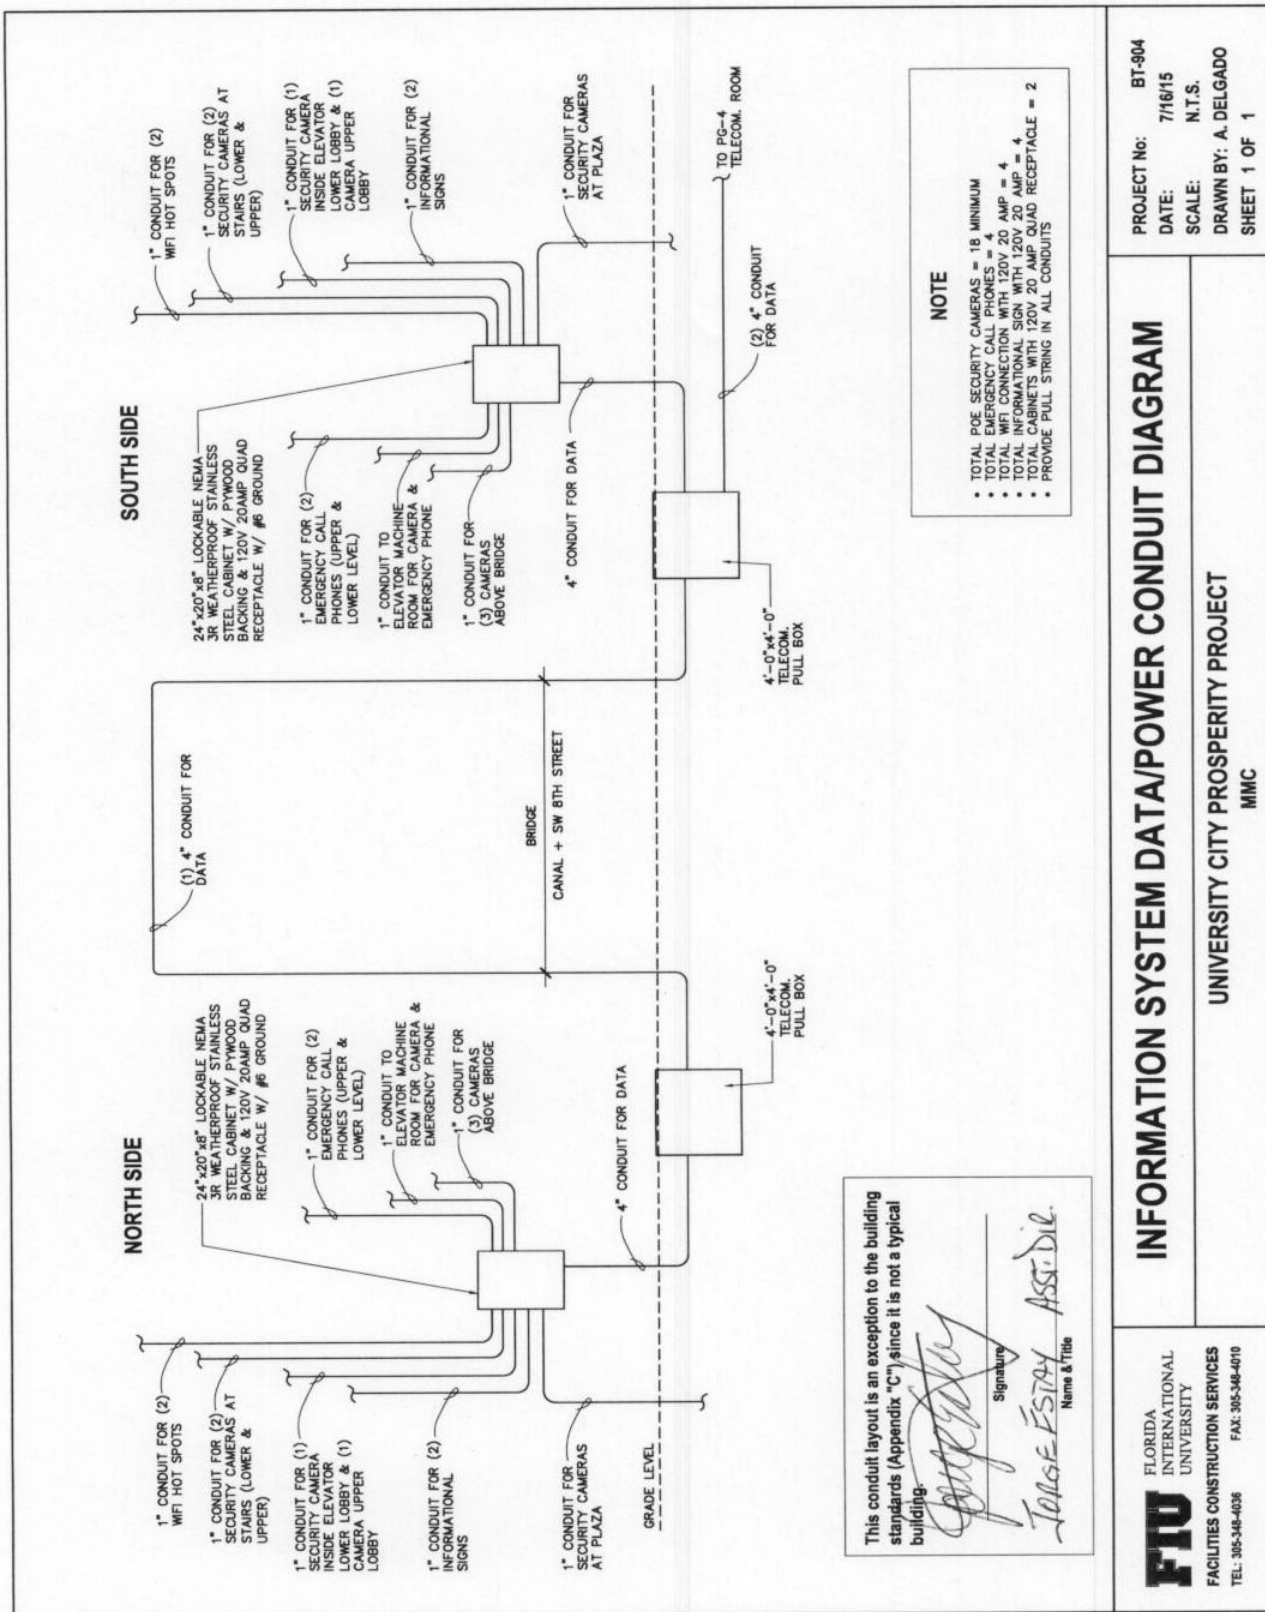 NORTH SIDE
SOUTH SIDE
1" CONDUIT FOR (2)
WIFI HOT SPOTS
1" CONDUIT FOR (2)
SECURITY CAMERAS AT
STAIRS (LOWER &
UPPER)
1" CONDUIT FOR (1)
SECURITY CAMERA
INSIDE ELEVATOR
LOWER LOBBY & (1)
CAMERA UPPER
LOBBY
1" CONDUIT FOR (2)
INFORMATIONAL
SIGNS
1" CONDUIT FOR
SECURITY CAMERAS
AT PLAZA
24"x20"x8" LOCKABLE NEMA
3R WEATHERPROOF STAINLESS
STEEL CABINET W/ PYWOOD
BACKING & 120V 20AMP QUAD
RECEPTACLE W/ #6 GROUND
1" CONDUIT FOR (2)
EMERGENCY CALL
PHONES (UPPER &
LOWER LEVEL)
1" CONDUIT TO
ELEVATOR MACHINE
ROOM FOR CAMERA &
EMERGENCY PHONE
1" CONDUIT FOR
(3) CAMERAS
ABOVE BRIDGE
4" CONDUIT FOR DATA
GRADE LEVEL
4'-0"x4'-0"
TELECOM.
PULL BOX
(1) 4" CONDUIT FOR
DATA
BRIDGE
CANAL + SW 8TH STREET
24"x20"x8" LOCKABLE NEMA
3R WEATHERPROOF STAINLESS
STEEL CABINET W/ PYWOOD
BACKING & 120V 20AMP QUAD
RECEPTACLE W/ #6 GROUND
1" CONDUIT FOR (2)
EMERGENCY CALL
PHONES (UPPER &
LOWER LEVEL)
1" CONDUIT TO
ELEVATOR MACHINE
ROOM FOR CAMERA &
EMERGENCY PHONE
1" CONDUIT FOR
(3) CAMERAS
ABOVE BRIDGE
4" CONDUIT FOR DATA
4'-0"x4'-0"
TELECOM.
PULL BOX
1" CONDUIT FOR (2)
WIFI HOT SPOTS
1" CONDUIT FOR (2)
SECURITY CAMERAS AT
STAIRS (LOWER &
UPPER)
1" CONDUIT FOR (1)
SECURITY CAMERA
INSIDE ELEVATOR
LOWER LOBBY & (1)
CAMERA UPPER
LOBBY
1" CONDUIT FOR (2)
INFORMATIONAL
SIGNS
1" CONDUIT FOR
SECURITY CAMERAS
AT PLAZA
TO PG-4
TELECOM. ROOM
(2) 4" CONDUIT
FOR DATA
This conduit layout is an exception to the building
standards (Appendix "C") since it is not a typical
building.
Signature
JORGE ESTAY ASST. DIR.
Name & Title
NOTE
• TOTAL POE SECURITY CAMERAS = 18 MINIMUM
• TOTAL EMERGENCY CALL PHONES = 4
• TOTAL WIFI CONNECTION WITH 120V 20 AMP = 4
• TOTAL INFORMATIONAL SIGN WITH 120V 20 AMP = 4
• TOTAL CABINETS WITH 120V 20 AMP QUAD RECEPTACLE = 2
• PROVIDE PULL STRING IN ALL CONDUITS
FIU
FLORIDA
INTERNATIONAL
UNIVERSITY
FACILITIES CONSTRUCTION SERVICES
TEL: 305-348-4036 FAX: 305-348-4010
INFORMATION SYSTEM DATA/POWER CONDUIT DIAGRAM
UNIVERSITY CITY PROSPERITY PROJECT
MMC
PROJECT No: BT-904
DATE: 7/16/15
SCALE: N.T.S.
DRAWN BY: A. DELGADO
SHEET 1 OF 1